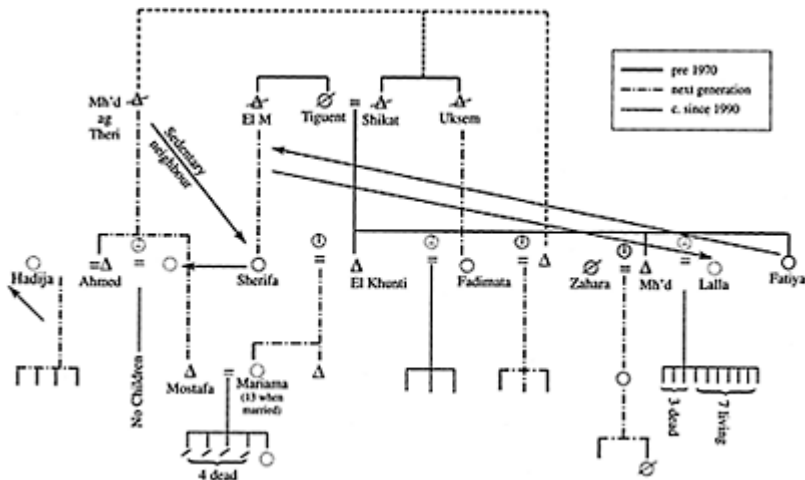 pre 1970
next generation
c. since 1990
Mh'd
ag
Theri
El M
Tiguent
Shikat
Uksem
Sedentary
neighbour
Hadija
Ahmed
Sherifa
El Khunti
Fadimata
Zahara
Mh'd
Lalla
Fatiya
No Children
Mostafa
Mariama
(13 when
married)
3 dead
7 living
4 dead